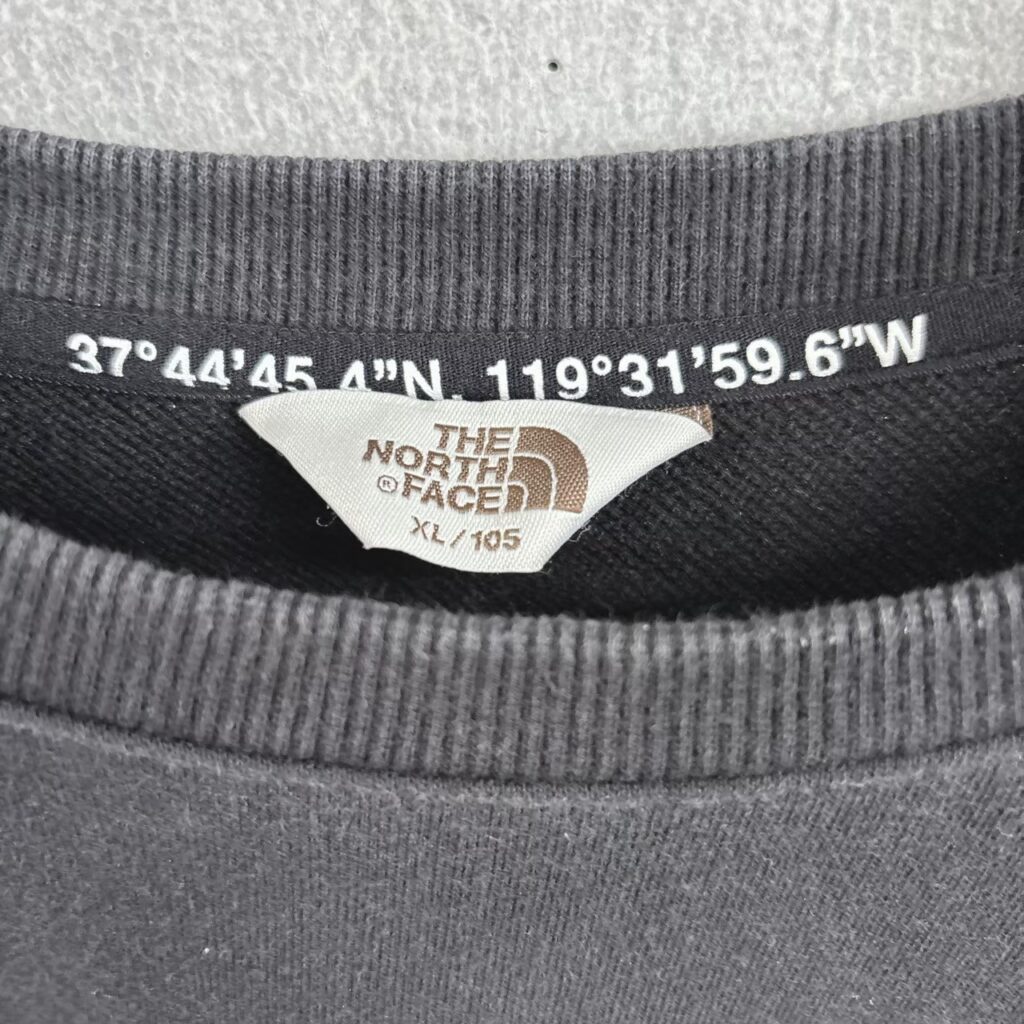 37°44'45.4”N, 119°31'59.6”W
THE
NORTH
® FACE
XL/105